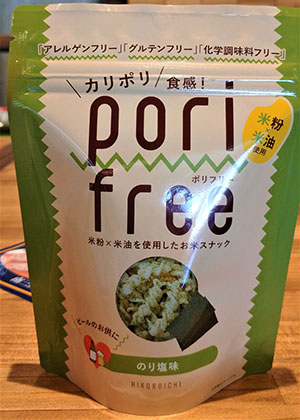 「アレルゲンフリー」「グルテンフリー」「化学調味料フリー」
カリポリ食感！
pori
free
ポリフリー
米粉
×
米油
使用
米粉×米油を使用したお米スナック
ビールのお供に
のり塩味
HIKOROICHI